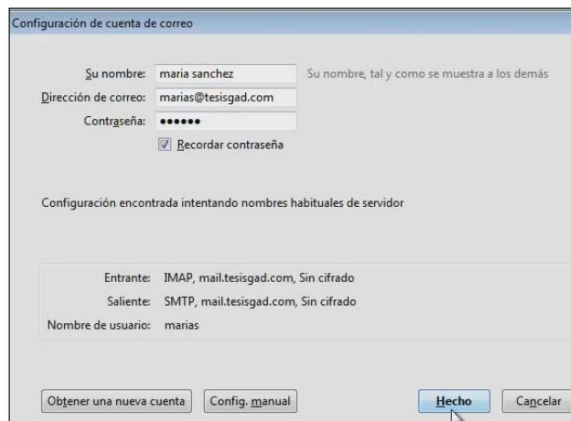 Configuración de cuenta de correo
Su nombre: maria sanchez Su nombre, tal y como se muestra a los demás
Dirección de correo: marias@tesisgad.com
Contraseña: ●●●●●●
Recordar contraseña
Configuración encontrada intentando nombres habituales de servidor
Entrante: IMAP, mail.tesisgad.com, Sin cifrado
Saliente: SMTP, mail.tesisgad.com, Sin cifrado
Nombre de usuario: marias
Obtener una nueva cuenta Config. manual Hecho Cancelar